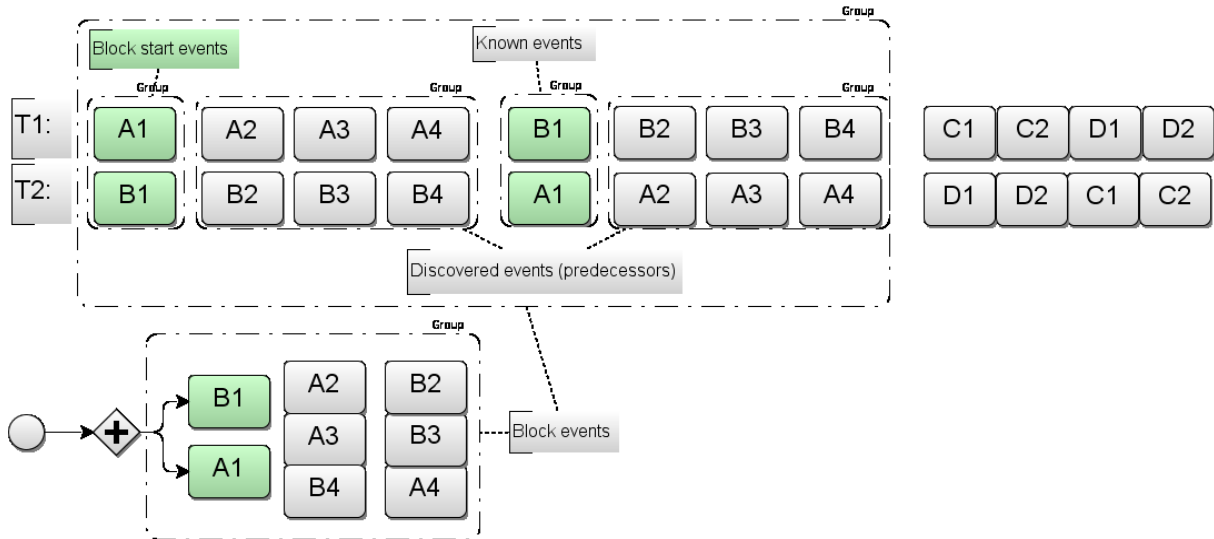 Group
Block start events
Known events
Group Group Group Group
T1: A1 A2 A3 A4 B1 B2 B3 B4 C1 C2 D1 D2
T2: B1 B2 B3 B4 A1 A2 A3 A4 D1 D2 C1 C2
Discovered events (predecessors)
Group
B1 A2 B2
A3 B3 Block events
A1 B4 A4